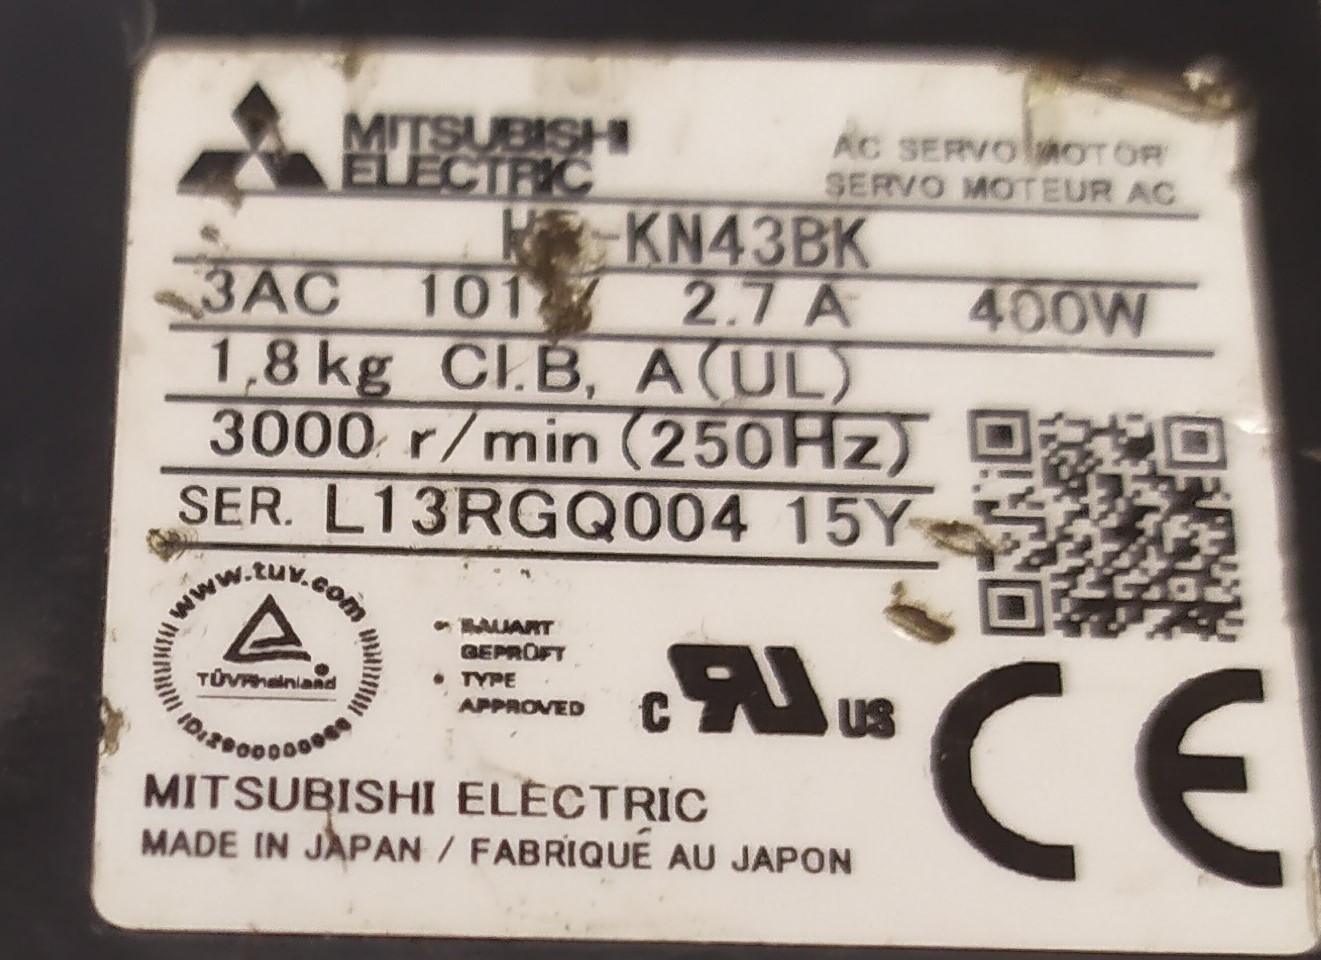 MITSUBISHI
ELECTRIC
AC SERVO MOTOR
SERVO MOTEUR AC
-KN43BK
3AC 101 2.7 A 400W
1.8kg Cl.B, A(UL)
3000 r/min (250Hz)
SER. L13RGQ004 15Y
www.tuv.com
TÜVRheinland
• BAUART
GEPRÜFT
• TYPE
APPROVED
C US
CE
MITSUBISHI ELECTRIC
MADE IN JAPAN / FABRIQUÉ AU JAPON